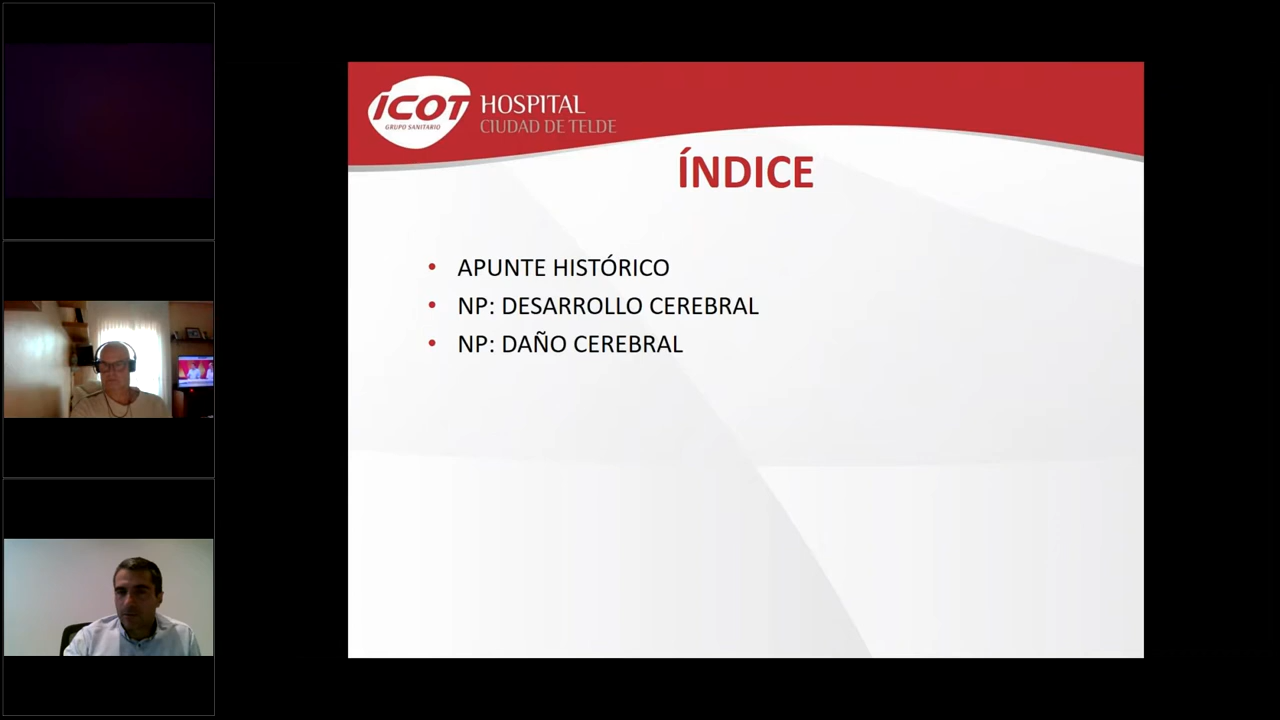 ICOT
GRUPO SANITARIO
HOSPITAL
CIUDAD DE TELDE
ÍNDICE
• APUNTE HISTÓRICO
• NP: DESARROLLO CEREBRAL
• NP: DAÑO CEREBRAL